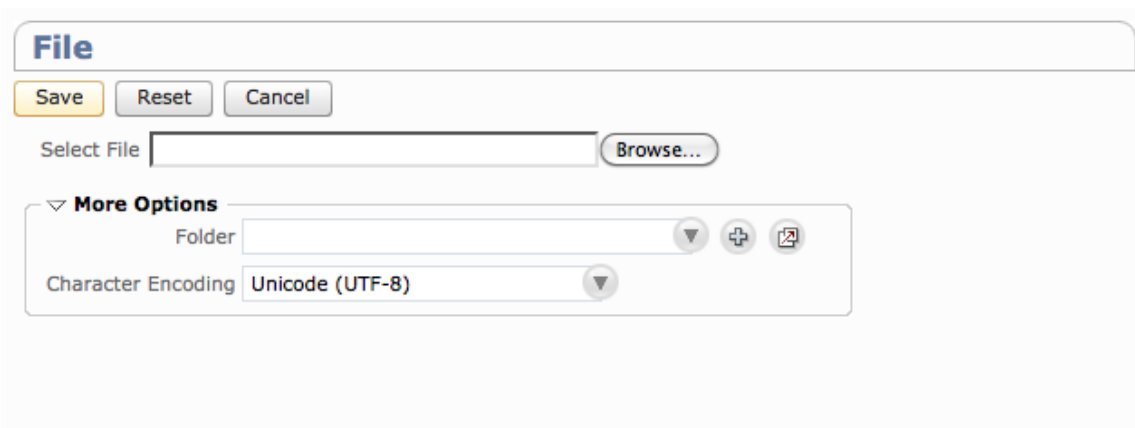 File
Save Reset Cancel
Select File Browse...
More Options
Folder
Character Encoding Unicode (UTF-8)